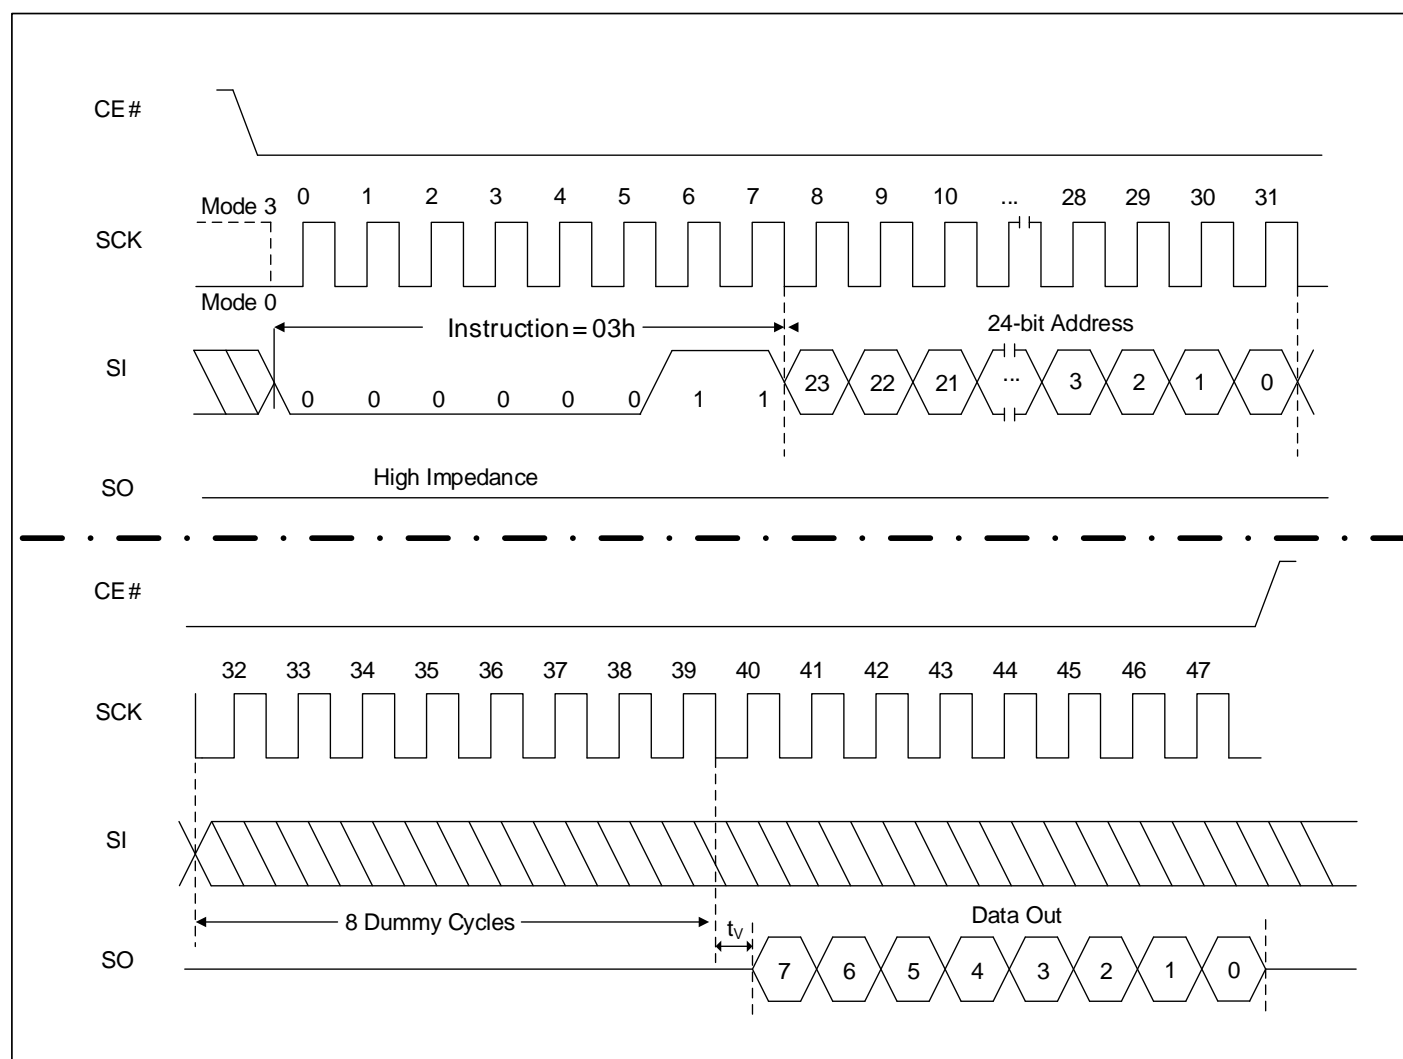 CE#
0 1 2 3 4 5 6 7 8 9 10 ... 28 29 30 31
Mode 3
SCK
Mode 0
Instruction = 03h
24-bit Address
SI
0 0 0 0 0 0 1 1 23 22 21 ... 3 2 1 0
High Impedance
SO
CE#
32 33 34 35 36 37 38 39 40 41 42 43 44 45 46 47
SCK
SI
8 Dummy Cycles
tV
Data Out
SO
7 6 5 4 3 2 1 0